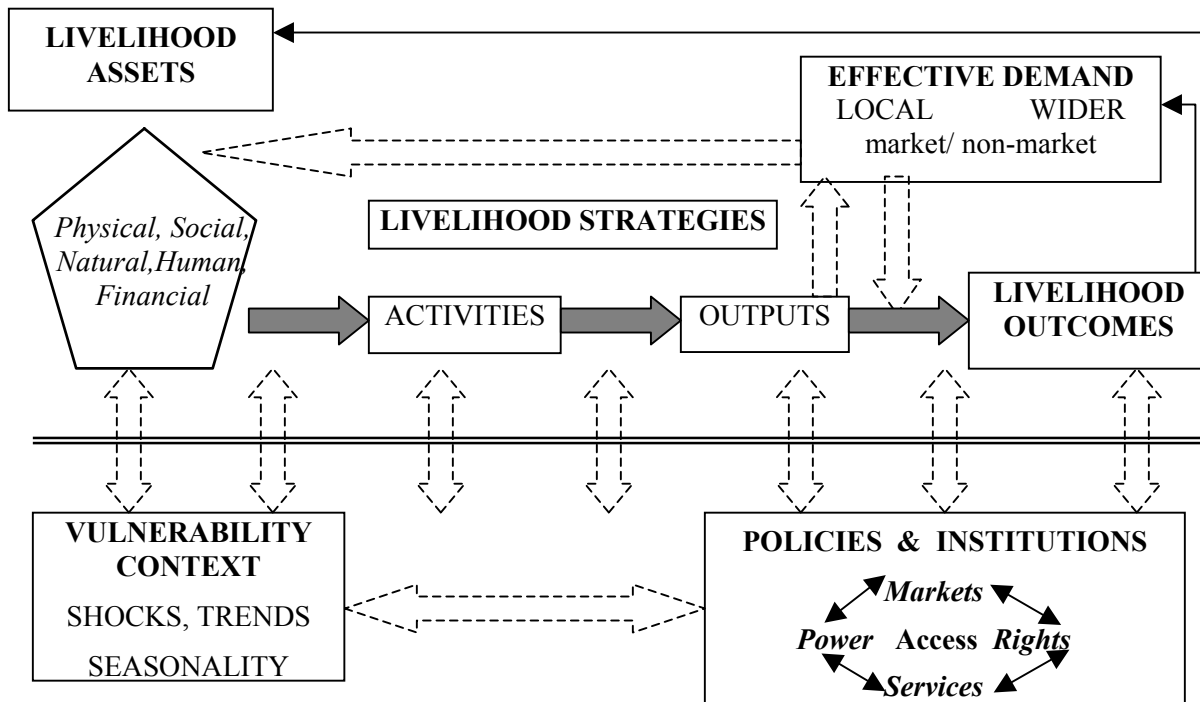 LIVELIHOOD
ASSETS
EFFECTIVE DEMAND
LOCAL WIDER
market/ non-market
Physical, Social,
Natural,Human,
Financial
LIVELIHOOD STRATEGIES
ACTIVITIES
OUTPUTS
LIVELIHOOD
OUTCOMES
VULNERABILITY
CONTEXT
SHOCKS, TRENDS
SEASONALITY
POLICIES & INSTITUTIONS
Markets
Power Access Rights
Services